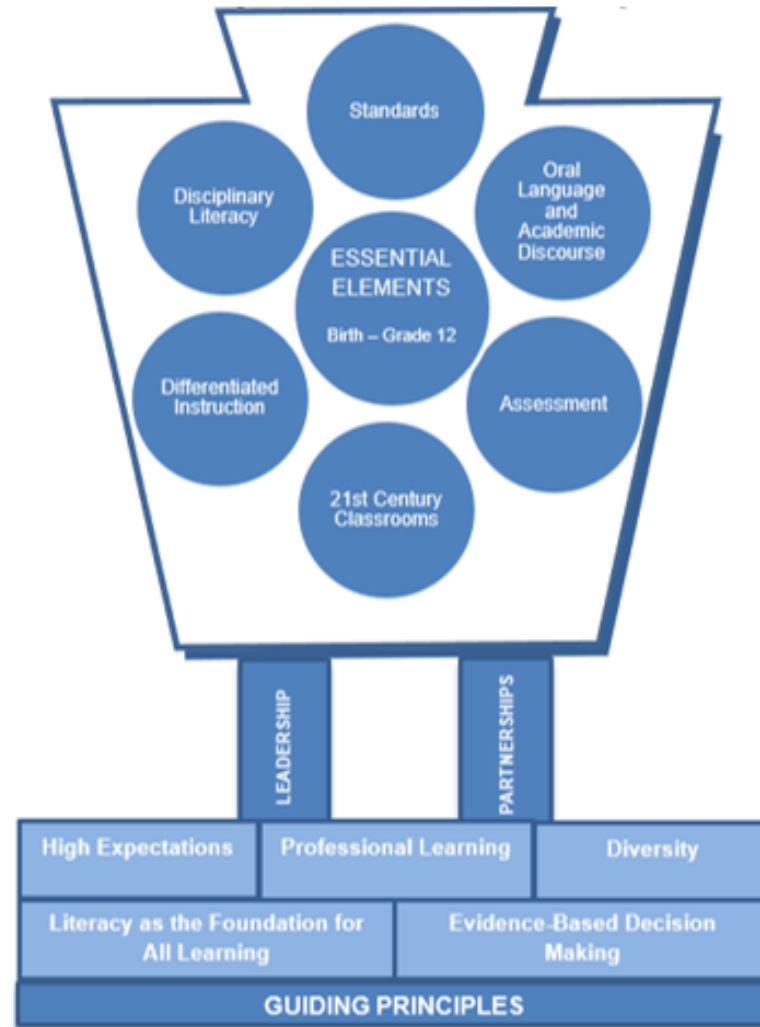 Standards
Disciplinary
Literacy
Oral
Language
and
Academic
Discourse
ESSENTIAL
ELEMENTS
Birth – Grade 12
Differentiated
Instruction
Assessment
21st Century
Classrooms
LEADERSHIP
PARTNERSHIPS
High Expectations
Professional Learning
Diversity
Literacy as the Foundation for
All Learning
Evidence-Based Decision
Making
GUIDING PRINCIPLES